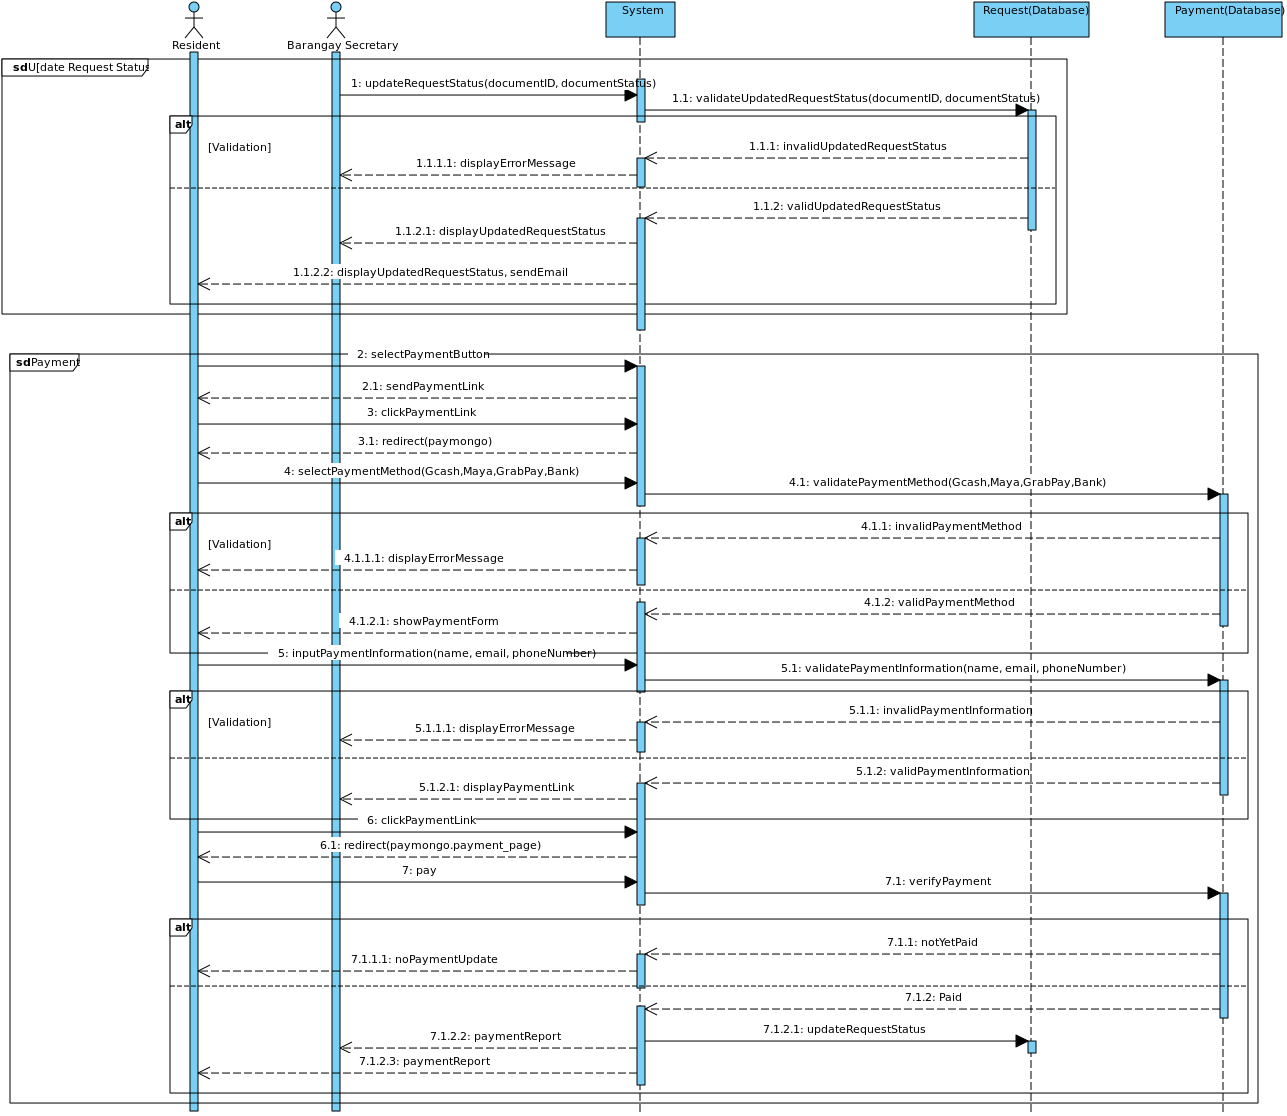 Resident
Barangay Secretary
System
Request(Database)
Payment(Database)
sd U[date Request Status
1: updateRequestStatus(documentID, documentStatus)
1.1: validateUpdatedRequestStatus(documentID, documentStatus)
alt
[Validation]
1.1.1: invalidUpdatedRequestStatus
1.1.1.1: displayErrorMessage
1.1.2: validUpdatedRequestStatus
1.1.2.1: displayUpdatedRequestStatus
1.1.2.2: displayUpdatedRequestStatus, sendEmail
sd Payment
2: selectPaymentButton
2.1: sendPaymentLink
3: clickPaymentLink
3.1: redirect(paymongo)
4: selectPaymentMethod(Gcash,Maya,GrabPay,Bank)
4.1: validatePaymentMethod(Gcash,Maya,GrabPay,Bank)
alt
4.1.1: invalidPaymentMethod
[Validation]
4.1.1.1: displayErrorMessage
4.1.2: validPaymentMethod
4.1.2.1: showPaymentForm
5: inputPaymentInformation(name, email, phoneNumber)
5.1: validatePaymentInformation(name, email, phoneNumber)
alt
5.1.1: invalidPaymentInformation
[Validation]
5.1.1.1: displayErrorMessage
5.1.2: validPaymentInformation
5.1.2.1: displayPaymentLink
6: clickPaymentLink
6.1: redirect(paymongo.payment_page)
7: pay
7.1: verifyPayment
alt
7.1.1: notYetPaid
7.1.1.1: noPaymentUpdate
7.1.2: Paid
7.1.2.1: updateRequestStatus
7.1.2.2: paymentReport
7.1.2.3: paymentReport